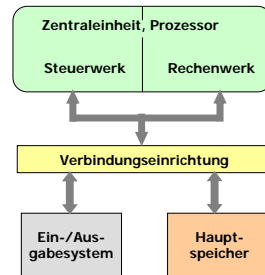 Zentraleinheit, Prozessor
Steuerwerk Rechenwerk
Verbindungseinrichtung
Ein-/Aus- Haupt-
gabesystem speicher